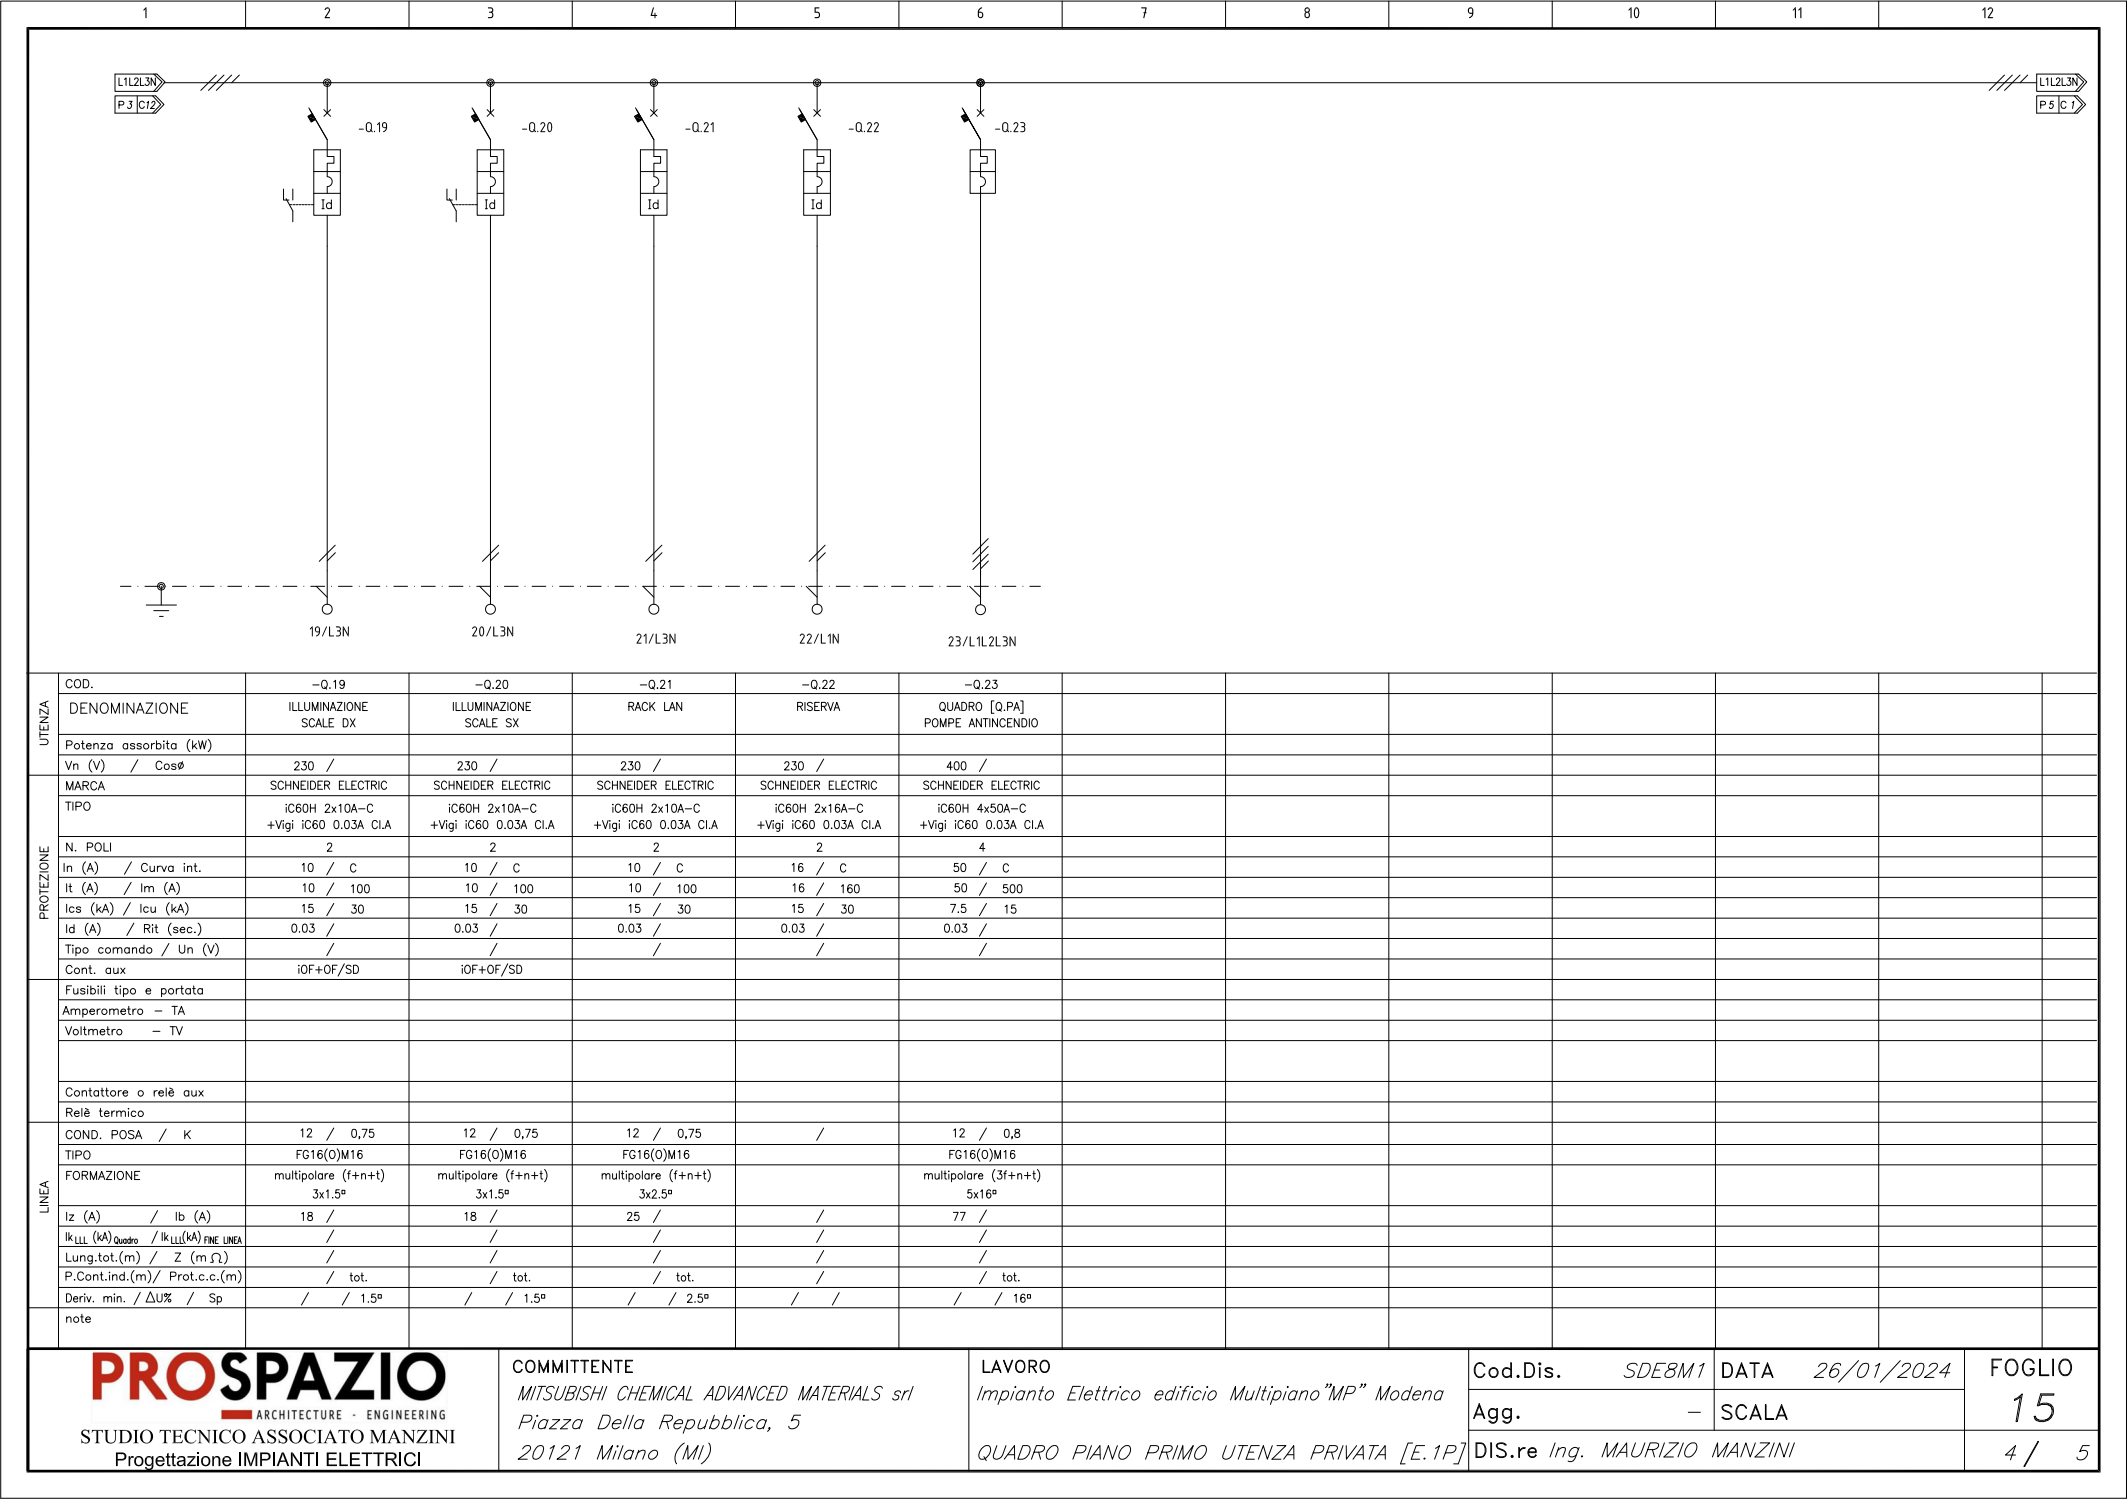 1 2 3 4 5 6 7 8 9 10 11 12
L1L2L3N L1L2L3N
P 3 C12 P 5 C 1
-Q.19 -Q.20 -Q.21 -Q.22 -Q.23
Id Id Id Id
19/L3N 20/L3N 21/L3N 22/L1N 23/L1L2L3N
UTENZA
COD. -Q.19 -Q.20 -Q.21 -Q.22 -Q.23
DENOMINAZIONE ILLUMINAZIONE ILLUMINAZIONE RACK LAN RISERVA QUADRO [Q.PA]
SCALE DX SCALE SX POMPE ANTINCENDIO
Potenza assorbita (kW)
Vn (V) / Cosø 230 / 230 / 230 / 230 / 400 /
PROTEZIONE
MARCA SCHNEIDER ELECTRIC SCHNEIDER ELECTRIC SCHNEIDER ELECTRIC SCHNEIDER ELECTRIC SCHNEIDER ELECTRIC
TIPO iC60H 2x10A-C iC60H 2x10A-C iC60H 2x10A-C iC60H 2x16A-C iC60H 4x50A-C
+Vigi iC60 0.03A Cl.A +Vigi iC60 0.03A Cl.A +Vigi iC60 0.03A Cl.A +Vigi iC60 0.03A Cl.A +Vigi iC60 0.03A Cl.A
N. POLI 2 2 2 2 4
In (A) / Curva int. 10 / C 10 / C 10 / C 16 / C 50 / C
It (A) / Im (A) 10 / 100 10 / 100 10 / 100 16 / 160 50 / 500
Ics (kA) / Icu (kA) 15 / 30 15 / 30 15 / 30 15 / 30 7.5 / 15
Id (A) / Rit (sec.) 0.03 / 0.03 / 0.03 / 0.03 / 0.03 /
Tipo comando / Un (V) / / / / /
Cont. aux iOF+OF/SD iOF+OF/SD
Fusibili tipo e portata
Amperometro - TA
Voltmetro - TV
Contattore o relè aux
Relè termico
LINEA
COND. POSA / K 12 / 0,75 12 / 0,75 12 / 0,75 / 12 / 0,8
TIPO FG16(O)M16 FG16(O)M16 FG16(O)M16 FG16(O)M16
FORMAZIONE multipolare (f+n+t) multipolare (f+n+t) multipolare (f+n+t) multipolare (3f+n+t)
3x1.5ª 3x1.5ª 3x2.5ª 5x16ª
Iz (A) / Ib (A) 18 / 18 / 25 / / 77 /
Ik LLL (kA) Quadro / Ik LLL(kA) FINE LINEA / / / / /
Lung.tot.(m) / Z (mΩ) / / / / /
P.Cont.ind.(m)/ Prot.c.c.(m) / tot. / tot. / tot. / / tot.
Deriv. min. / ΔU% / Sp / / 1.5ª / / 1.5ª / / 2.5ª / / / / 16ª
note
PROSPAZIO
ARCHITECTURE - ENGINEERING
STUDIO TECNICO ASSOCIATO MANZINI
Progettazione IMPIANTI ELETTRICI
COMMITTENTE
MITSUBISHI CHEMICAL ADVANCED MATERIALS srl
Piazza Della Repubblica, 5
20121 Milano (MI)
LAVORO
Impianto Elettrico edificio Multipiano"MP" Modena
QUADRO PIANO PRIMO UTENZA PRIVATA [E.1P]
Cod.Dis. SDE8M1 DATA 26/01/2024
Agg. - SCALA
DIS.re Ing. MAURIZIO MANZINI
FOGLIO
15
4 / 5